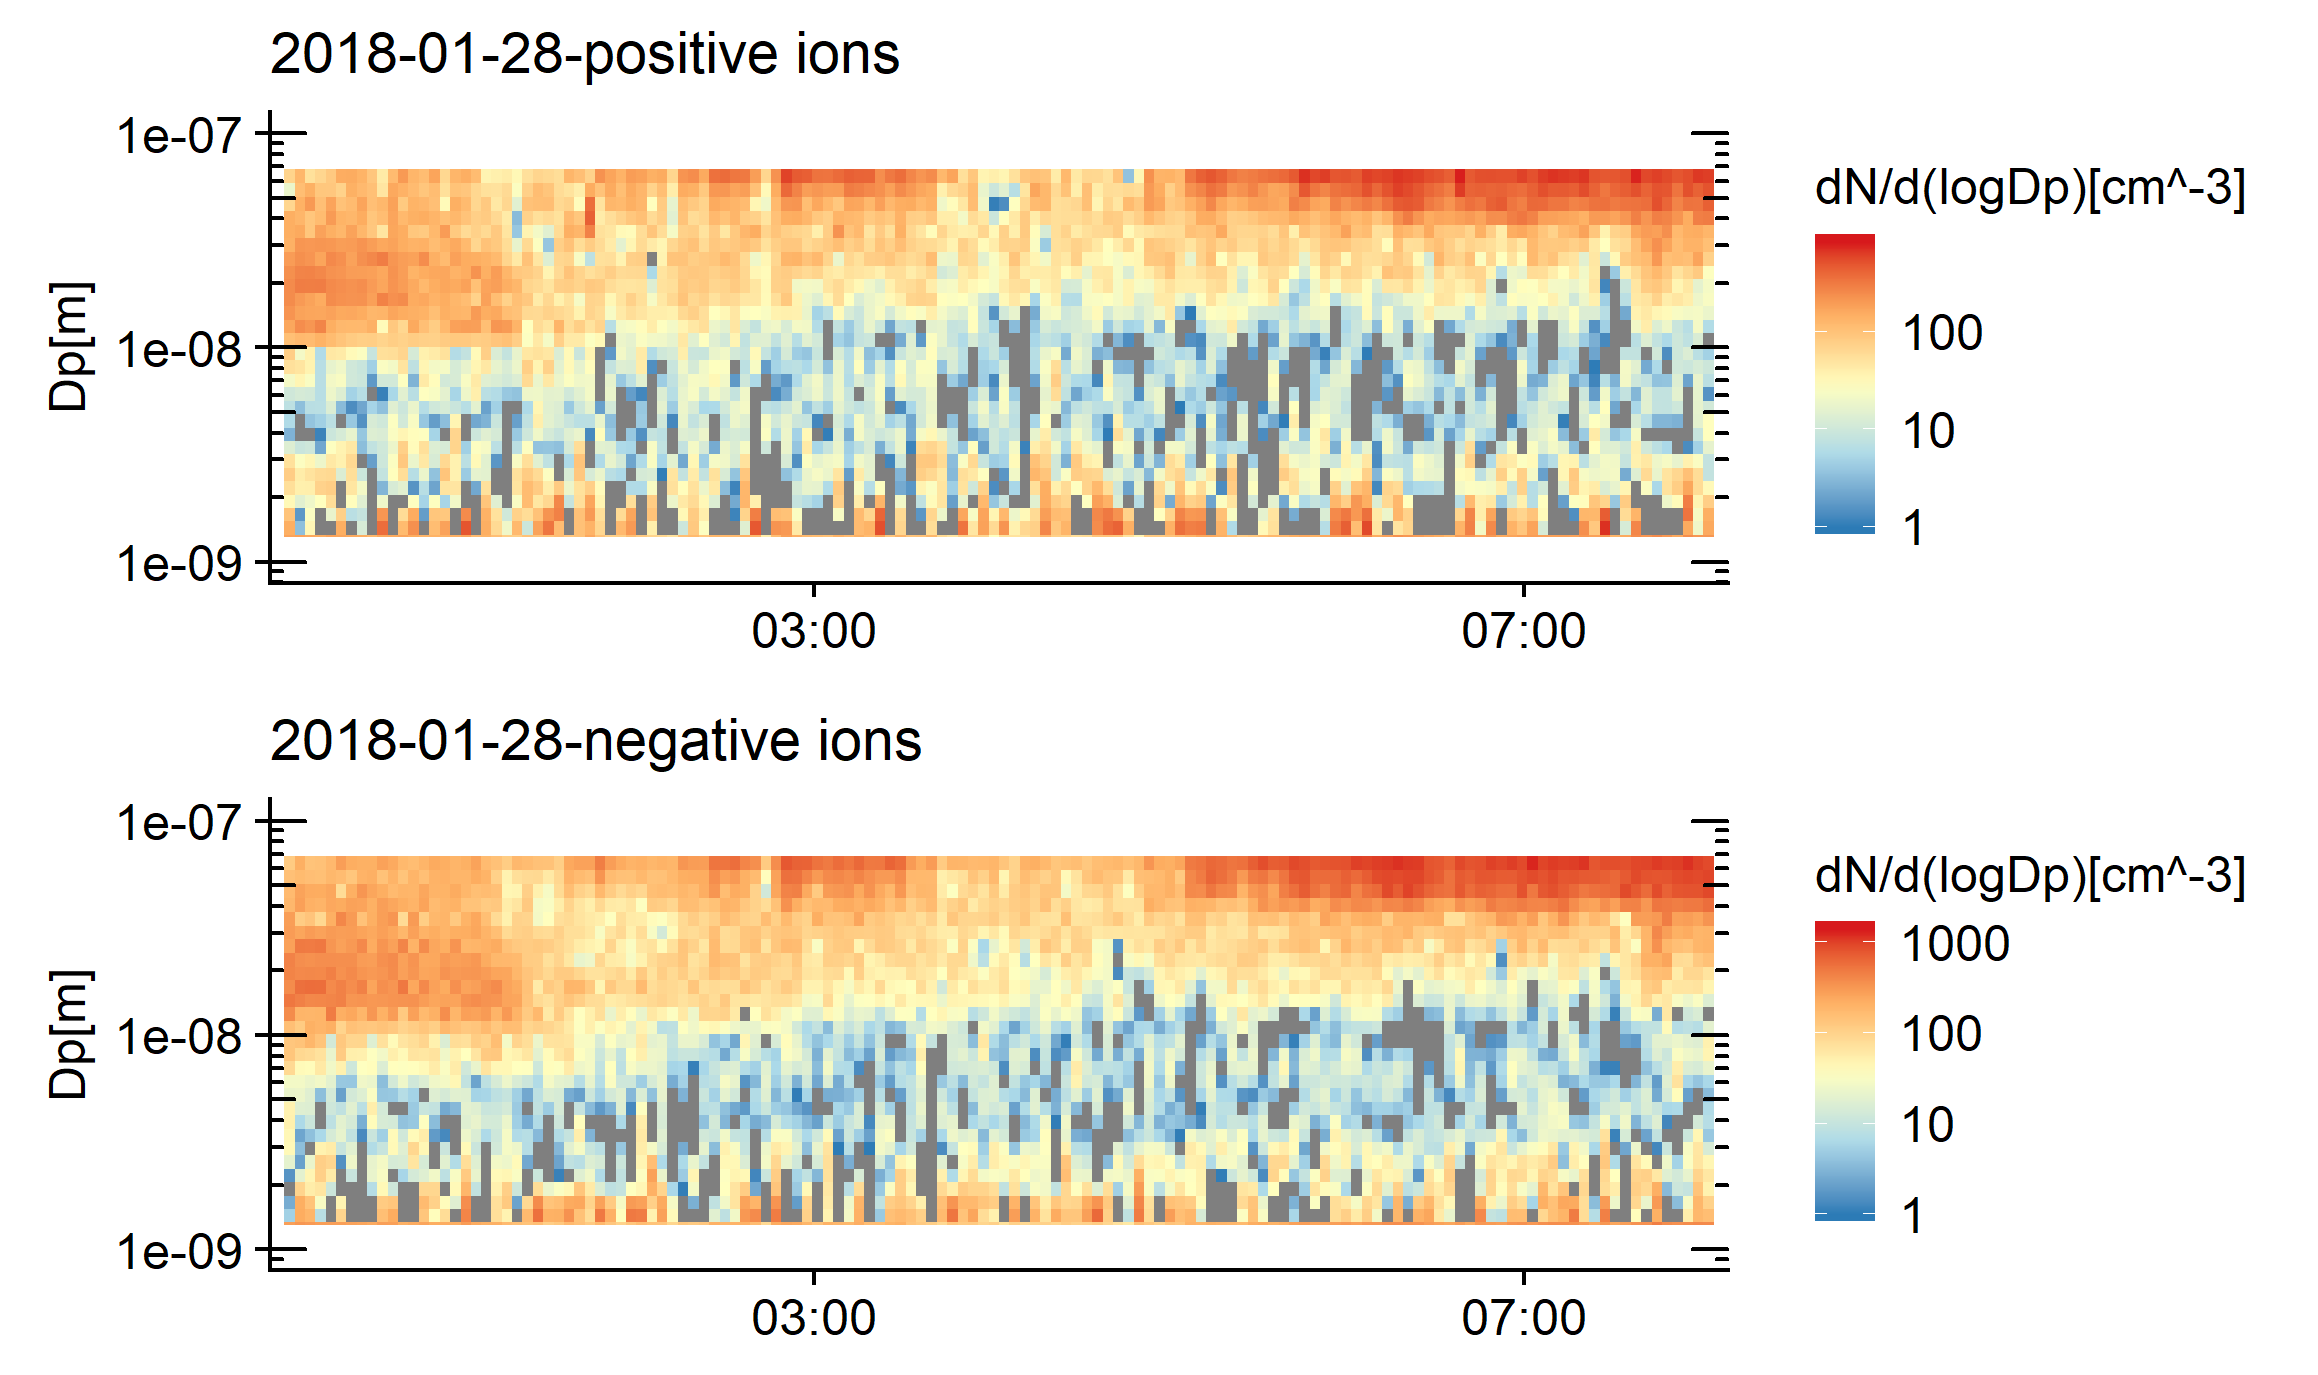 2018-01-28-positive ions
1e-07
1e-08
1e-09
Dp[m]
03:00
07:00
dN/d(logDp)[cm^-3]
100
10
1
2018-01-28-negative ions
1e-07
1e-08
1e-09
Dp[m]
03:00
07:00
dN/d(logDp)[cm^-3]
1000
100
10
1